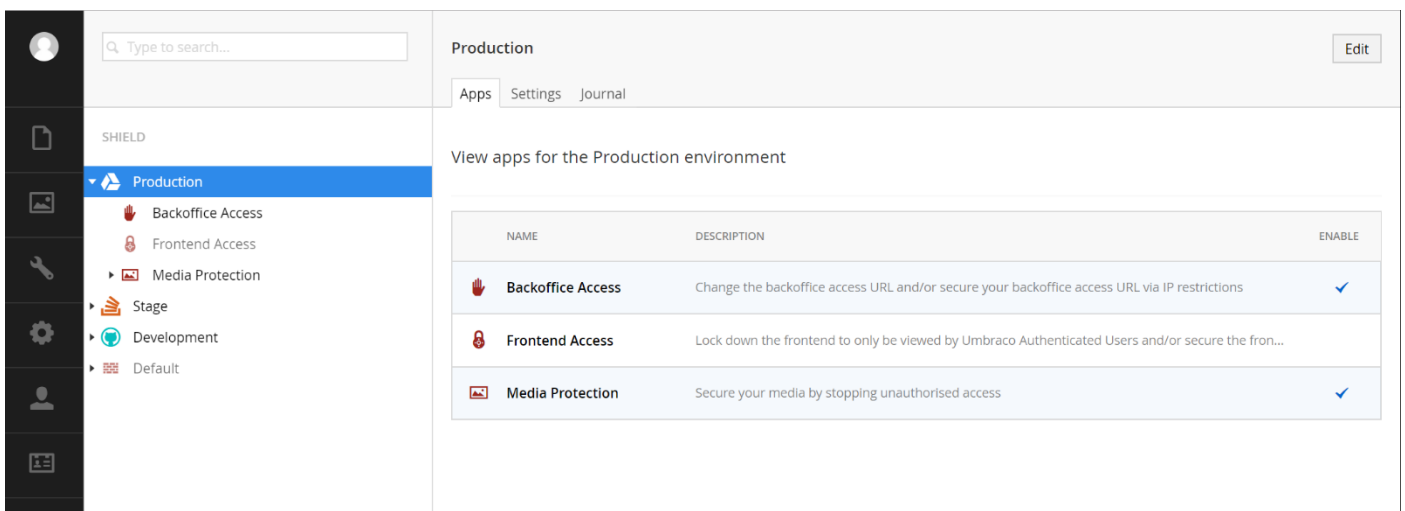 Type to search...
Production
Edit
Apps Settings Journal
SHIELD
Production
Backoffice Access
Frontend Access
Media Protection
Stage
Development
Default
View apps for the Production environment
NAME DESCRIPTION ENABLE
Backoffice Access Change the backoffice access URL and/or secure your backoffice access URL via IP restrictions
Frontend Access Lock down the frontend to only be viewed by Umbraco Authenticated Users and/or secure the fron...
Media Protection Secure your media by stopping unauthorised access